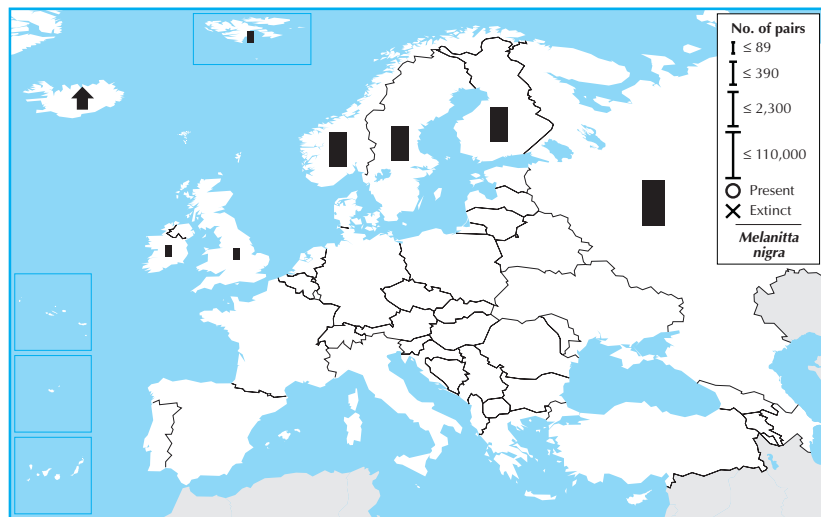 No. of pairs
≤ 89
≤ 390
≤ 2,300
≤ 110,000
Present
Extinct
Melanitta
nigra